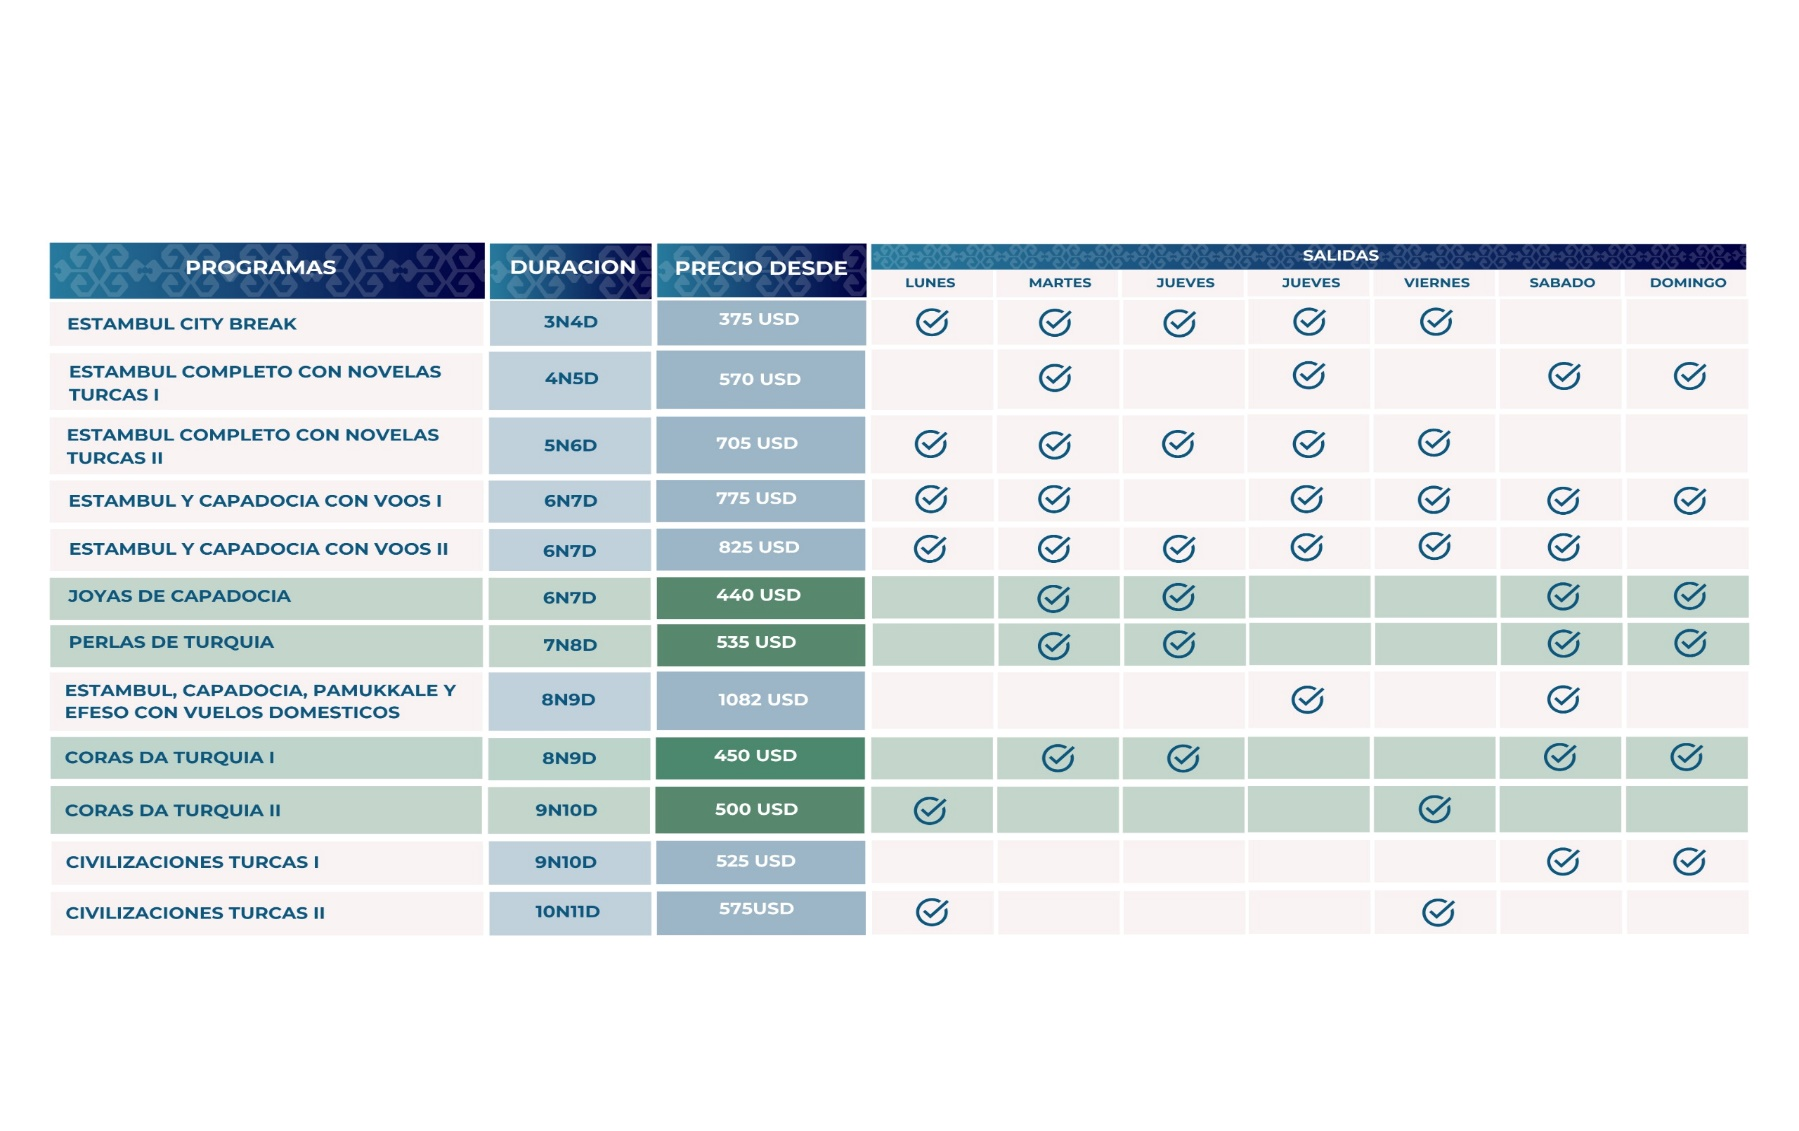 PROGRAMAS DURACION PRECIO DESDE SALIDAS
LUNES MARTES JUEVES JUEVES VIERNES SABADO DOMINGO
ESTAMBUL CITY BREAK 3N4D 375 USD
ESTAMBUL COMPLETO CON NOVELAS
TURCAS I 4N5D 570 USD
ESTAMBUL COMPLETO CON NOVELAS
TURCAS II 5N6D 705 USD
ESTAMBUL Y CAPADOCIA CON VOOS I 6N7D 775 USD
ESTAMBUL Y CAPADOCIA CON VOOS II 6N7D 825 USD
JOYAS DE CAPADOCIA 6N7D 440 USD
PERLAS DE TURQUIA 7N8D 535 USD
ESTAMBUL, CAPADOCIA, PAMUKKALE Y
EFESO CON VUELOS DOMESTICOS 8N9D 1082 USD
CORAS DA TURQUIA I 8N9D 450 USD
CORAS DA TURQUIA II 9N10D 500 USD
CIVILIZACIONES TURCAS I 9N10D 525 USD
CIVILIZACIONES TURCAS II 10N11D 575USD